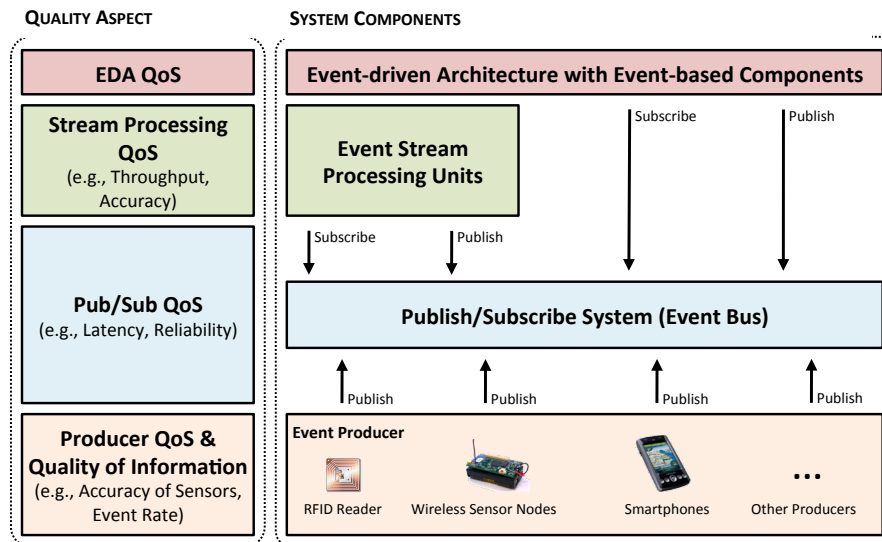 QUALITY ASPECT
SYSTEM COMPONENTS
EDA QoS
Event-driven Architecture with Event-based Components
Stream Processing
QoS
(e.g., Throughput,
Accuracy)
Event Stream
Processing Units
Subscribe
Publish
Subscribe
Publish
Pub/Sub QoS
(e.g., Latency, Reliability)
Publish/Subscribe System (Event Bus)
Publish
Publish
Publish
Publish
Producer QoS &
Quality of Information
(e.g., Accuracy of Sensors,
Event Rate)
Event Producer
...
RFID Reader
Wireless Sensor Nodes
Smartphones
Other Producers